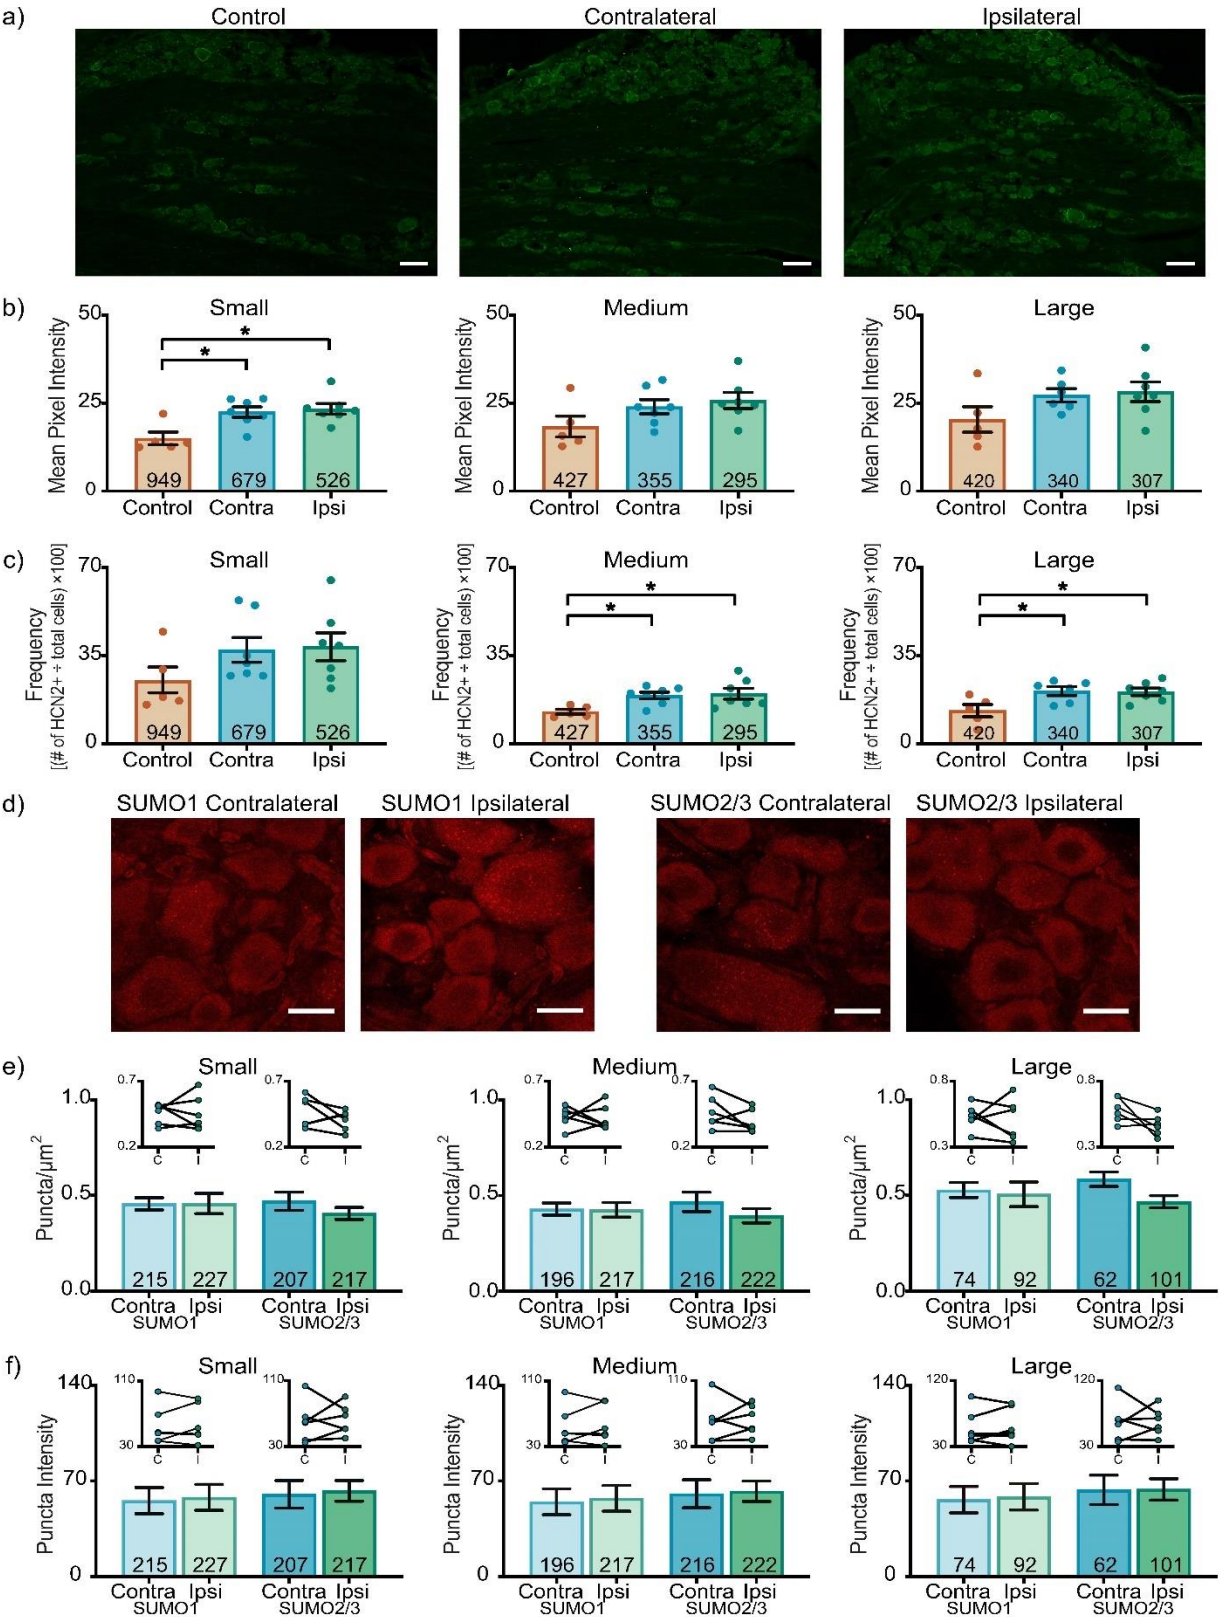 a)
Control
Contralateral
Ipsilateral
b)
Small
Medium
Large
Mean Pixel Intensity
50
25
0
*
*
949
679
526
Control
Contra
Ipsi
Mean Pixel Intensity
50
25
0
427
355
295
Control
Contra
Ipsi
Mean Pixel Intensity
50
25
0
420
340
307
Control
Contra
Ipsi
c)
Small
Medium
Large
Frequency
[(# of HCN2+ ÷ total cells) ×100]
70
35
0
949
679
526
Control
Contra
Ipsi
Frequency
[(# of HCN2+ ÷ total cells) ×100]
70
35
0
*
*
427
355
295
Control
Contra
Ipsi
Frequency
[(# of HCN2+ ÷ total cells) ×100]
70
35
0
*
*
420
340
307
Control
Contra
Ipsi
d)
SUMO1 Contralateral
SUMO1 Ipsilateral
SUMO2/3 Contralateral
SUMO2/3 Ipsilateral
e)
Small
Medium
Large
Puncta/µm²
1.0
0.5
0.0
0.7
0.2
C I
0.7
0.2
C I
215
227
207
217
Contra Ipsi
SUMO1
Contra Ipsi
SUMO2/3
Puncta/µm²
1.0
0.5
0.0
0.7
0.2
C I
0.7
0.2
C I
196
217
216
222
Contra Ipsi
SUMO1
Contra Ipsi
SUMO2/3
Puncta/µm²
1.0
0.5
0.0
0.8
0.3
C I
0.8
0.3
C I
74
92
62
101
Contra Ipsi
SUMO1
Contra Ipsi
SUMO2/3
f)
Small
Medium
Large
Puncta Intensity
140
70
0
110
30
C I
110
30
C I
215
227
207
217
Contra Ipsi
SUMO1
Contra Ipsi
SUMO2/3
Puncta Intensity
140
70
0
110
30
C I
110
30
C I
196
217
216
222
Contra Ipsi
SUMO1
Contra Ipsi
SUMO2/3
Puncta Intensity
140
70
0
120
30
C I
120
30
C I
74
92
62
101
Contra Ipsi
SUMO1
Contra Ipsi
SUMO2/3